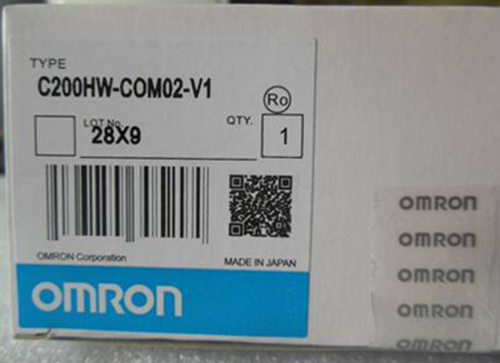 TYPE
C200HW-COM02-V1
Ro
LOT No.
28X9
QTY.
1
OMRON Corporation
MADE IN JAPAN
OMRON
OMRON
OMRON
OMRON
OMRON
OMRON